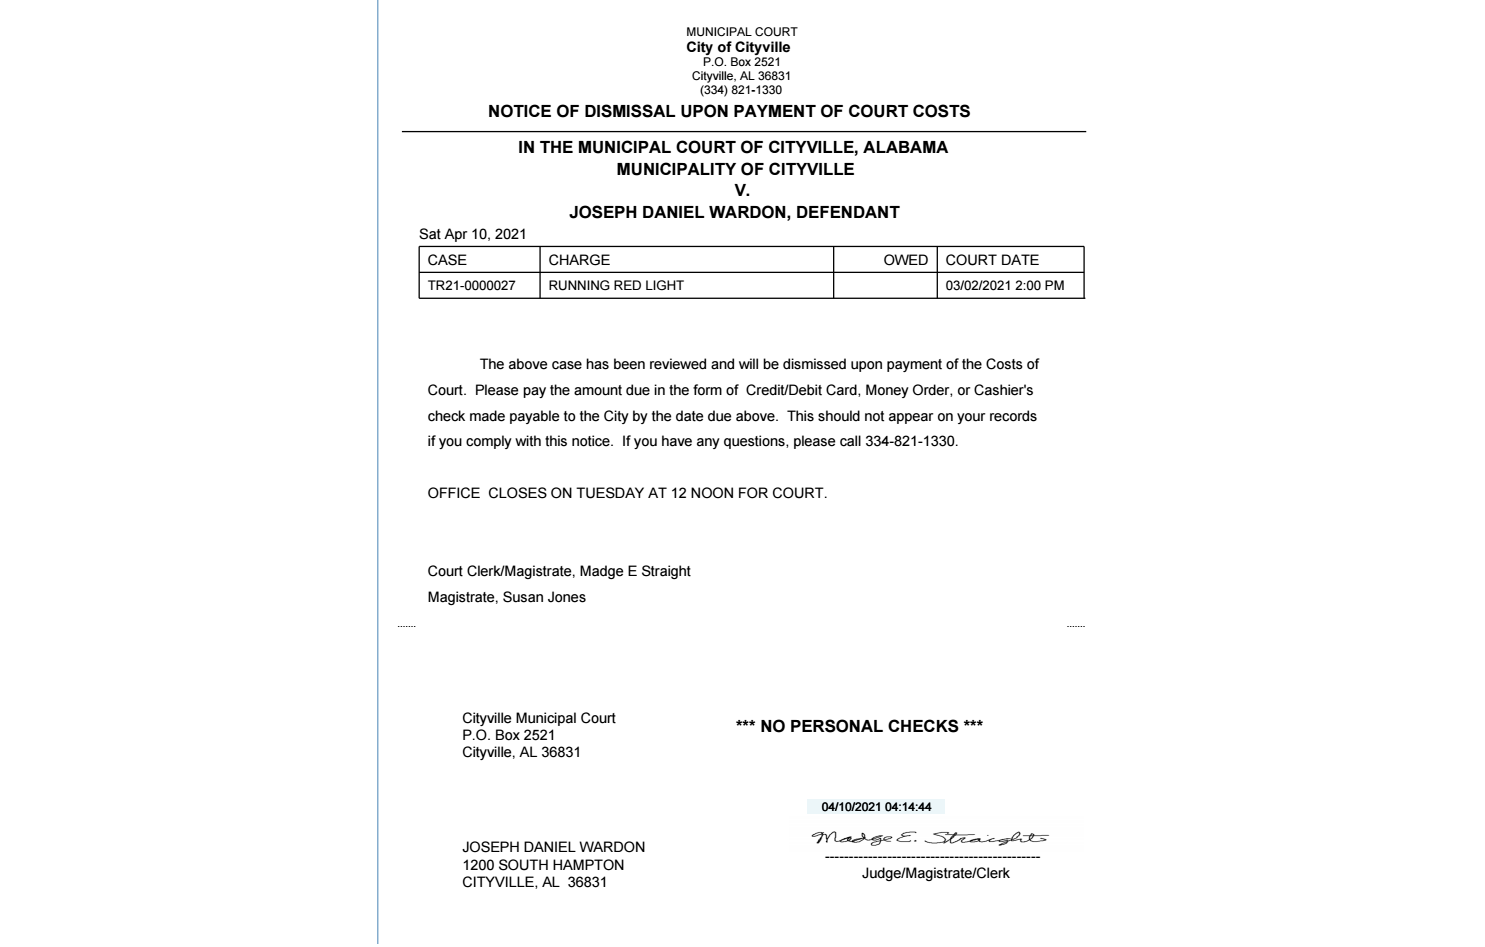 MUNICIPAL COURT
City of Cityville
P.O. Box 2521
Cityville, AL 36831
(334) 821-1330
NOTICE OF DISMISSAL UPON PAYMENT OF COURT COSTS
IN THE MUNICIPAL COURT OF CITYVILLE, ALABAMA
MUNICIPALITY OF CITYVILLE
V.
JOSEPH DANIEL WARDON, DEFENDANT
Sat Apr 10, 2021
CASE CHARGE OWED COURT DATE
TR21-0000027 RUNNING RED LIGHT 03/02/2021 2:00 PM
The above case has been reviewed and will be dismissed upon payment of the Costs of
Court.  Please pay the amount due in the form of  Credit/Debit Card, Money Order, or Cashier's
check made payable to the City by the date due above.  This should not appear on your records
if you comply with this notice.  If you have any questions, please call 334-821-1330.
OFFICE  CLOSES ON TUESDAY AT 12 NOON FOR COURT.
Court Clerk/Magistrate, Madge E Straight
Magistrate, Susan Jones
Cityville Municipal Court
P.O. Box 2521
Cityville, AL 36831
*** NO PERSONAL CHECKS ***
04/10/2021 04:14:44
Madge E. Straight
Judge/Magistrate/Clerk
JOSEPH DANIEL WARDON
1200 SOUTH HAMPTON
CITYVILLE, AL  36831